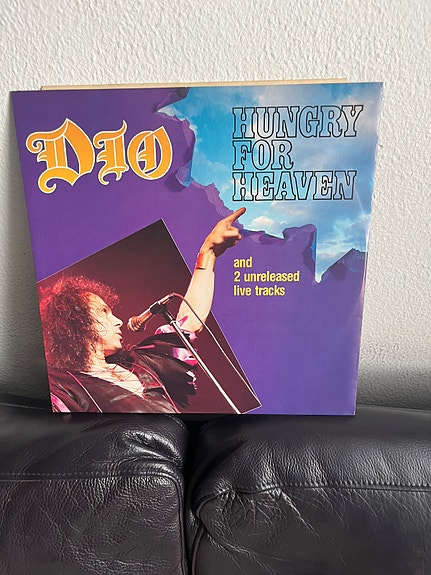 DIO
HUNGRY
FOR
HEAVEN
and
2 unreleased
live tracks